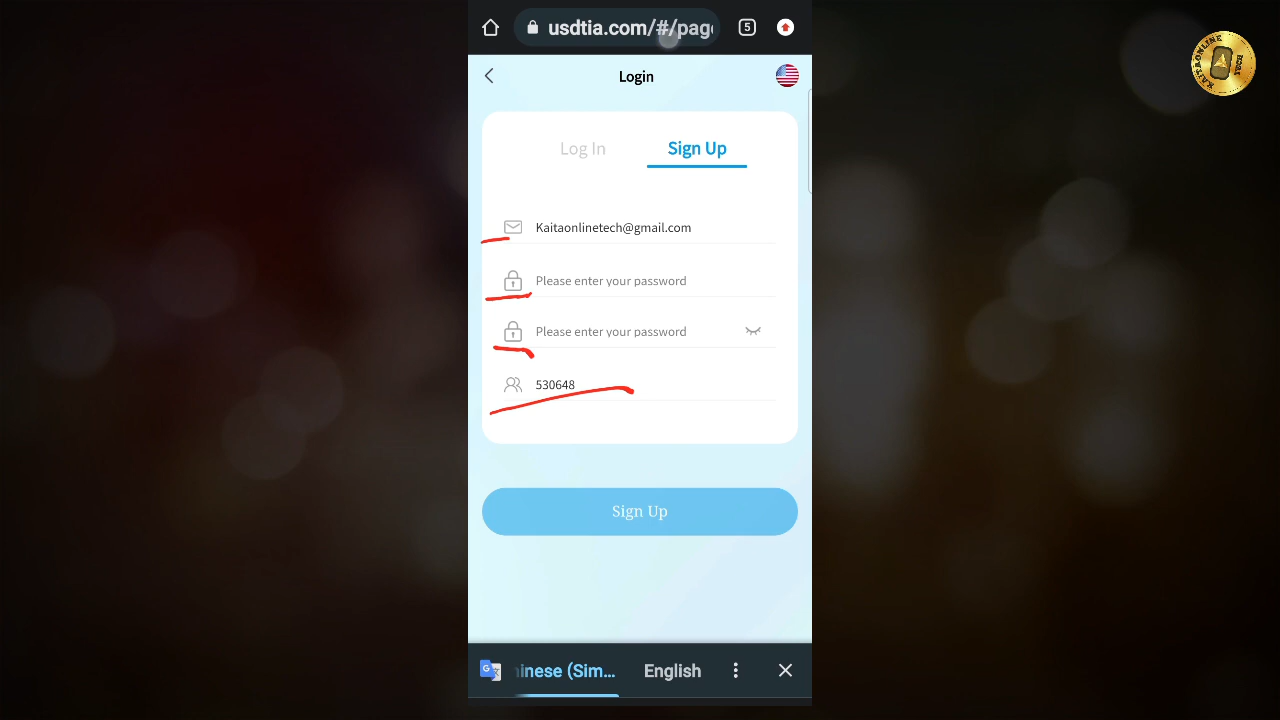 usdtia.com/#/pag
5
Login
Log In
Sign Up
Kaitaonlinetech@gmail.com
Please enter your password
Please enter your password
530648
Sign Up
inese (Sim...
English
KAITAONLINE